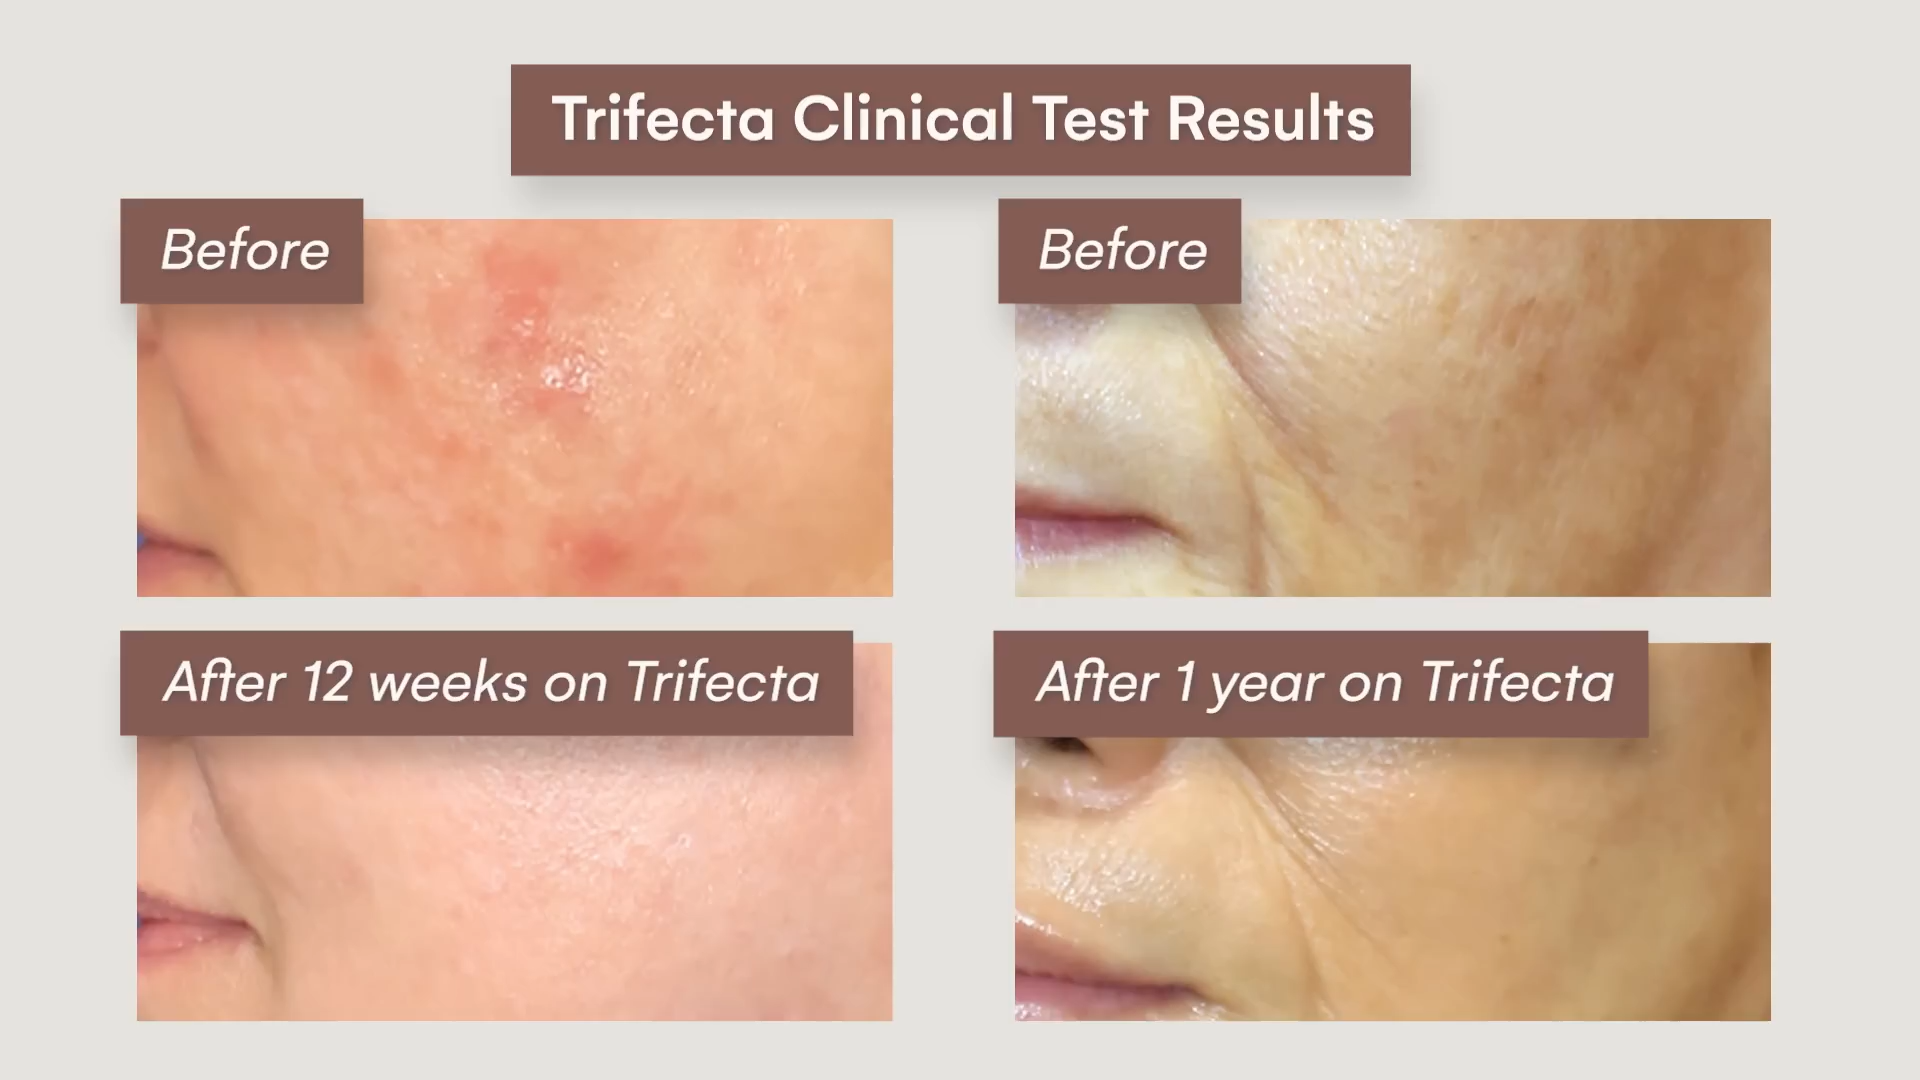 Trifecta Clinical Test Results
Before
Before
After 12 weeks on Trifecta
After 1 year on Trifecta